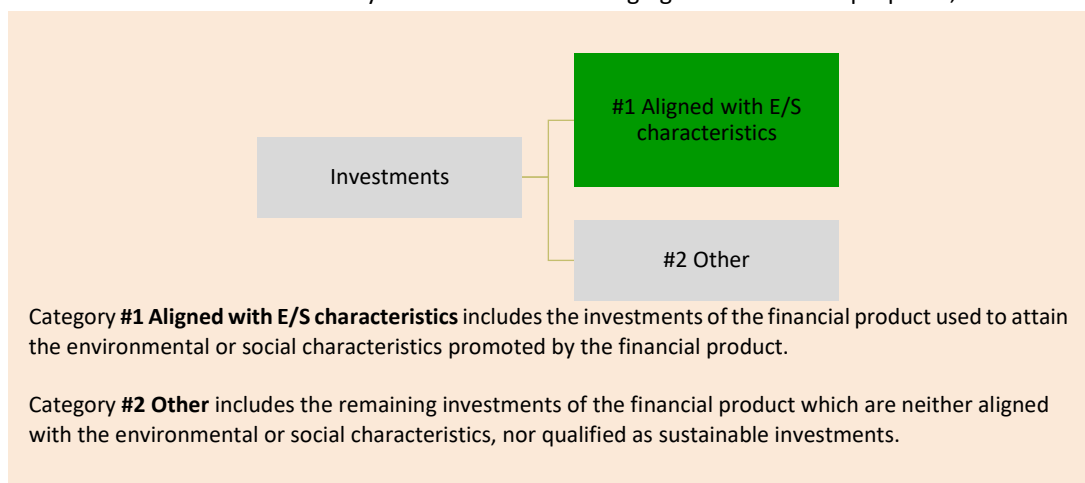 #1 Aligned with E/S
characteristics
Investments
#2 Other
Category #1 Aligned with E/S characteristics includes the investments of the financial product used to attain
the environmental or social characteristics promoted by the financial product.
Category #2 Other includes the remaining investments of the financial product which are neither aligned
with the environmental or social characteristics, nor qualified as sustainable investments.